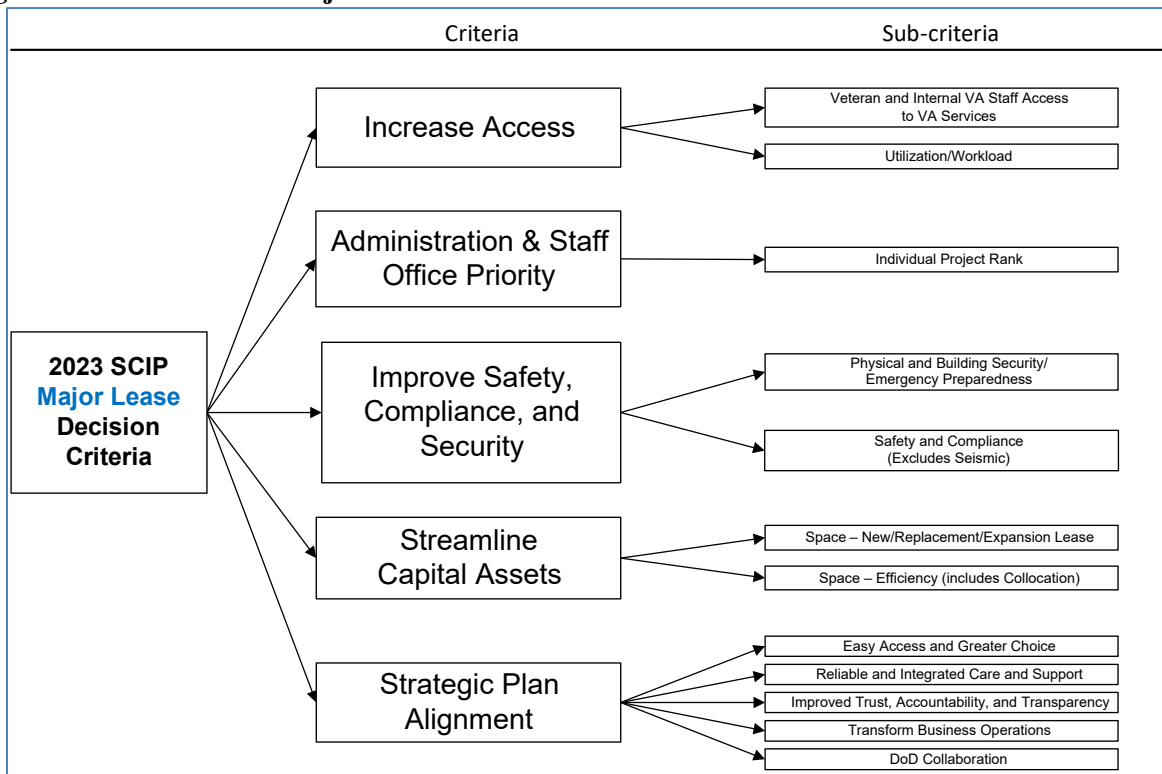 Criteria
Sub-criteria
Increase Access
Veteran and Internal VA Staff Access
to VA Services
Utilization/Workload
Administration & Staff
Office Priority
Individual Project Rank
2023 SCIP
Major Lease
Decision
Criteria
Improve Safety,
Compliance, and
Security
Physical and Building Security/
Emergency Preparedness
Safety and Compliance
(Excludes Seismic)
Streamline
Capital Assets
Space – New/Replacement/Expansion Lease
Space – Efficiency (includes Collocation)
Strategic Plan
Alignment
Easy Access and Greater Choice
Reliable and Integrated Care and Support
Improved Trust, Accountability, and Transparency
Transform Business Operations
DoD Collaboration